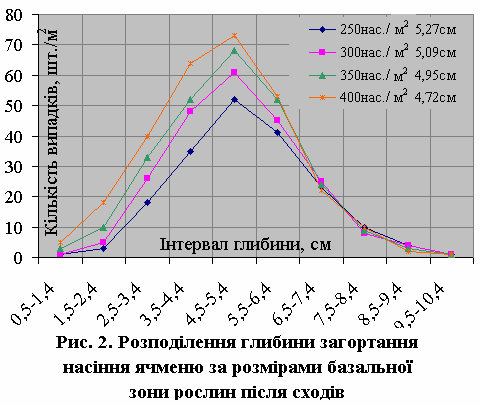 80
70
60
50
40
30
20
10
0
Кількість випадків, шт./м²
250нас./ м² 5,27см
300нас./ м² 5,09см
350нас./ м² 4,95см
400нас./ м² 4,72см
Інтервал глибини, см
0,5-1,4
1,5-2,4
2,5-3,4
3,5-4,4
4,5-5,4
5,5-6,4
6,5-7,4
7,5-8,4
8,5-9,4
9,5-10,4
Рис. 2. Розподілення глибини загортання
насіння ячменю за розмірами базальної
зони рослин після сходів